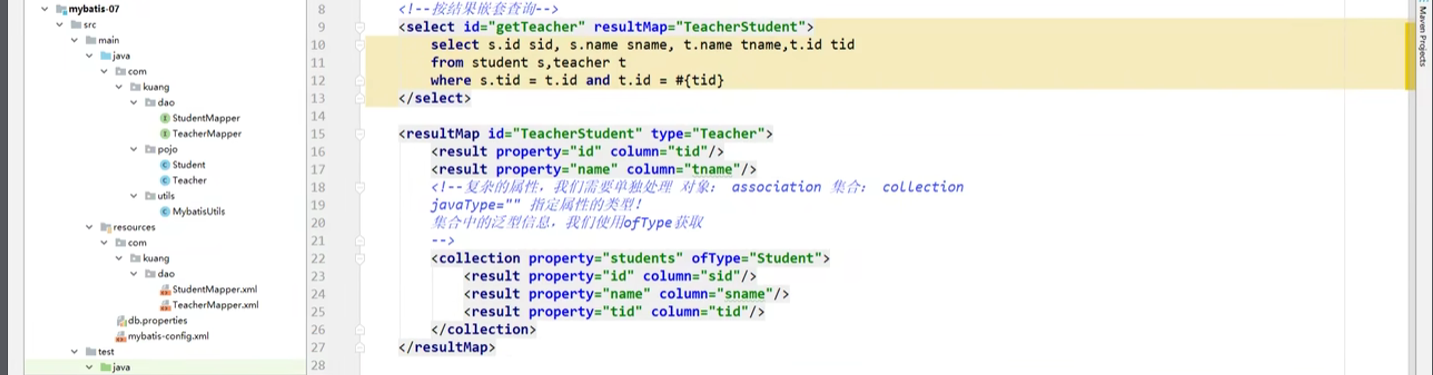 mybatis-07
src
main
java
com
kuang
dao
StudentMapper
TeacherMapper
pojo
Student
Teacher
utils
MybatisUtils
resources
com
kuang
dao
StudentMapper.xml
TeacherMapper.xml
db.properties
mybatis-config.xml
test
java
8 <!--按结果嵌套查询-->
9 <select id="getTeacher" resultMap="TeacherStudent">
10 select s.id sid, s.name sname, t.name tname,t.id tid
11 from student s,teacher t
12 where s.tid = t.id and t.id = #{tid}
13 </select>
14
15 <resultMap id="TeacherStudent" type="Teacher">
16 <result property="id" column="tid"/>
17 <result property="name" column="tname"/>
18 <!--复杂的属性，我们需要单独处理 对象： association 集合： collection
19 javaType="" 指定属性的类型！
20 集合中的泛型信息，我们使用ofType获取
21 -->
22 <collection property="students" ofType="Student">
23 <result property="id" column="sid"/>
24 <result property="name" column="sname"/>
25 <result property="tid" column="tid"/>
26 </collection>
27 </resultMap>
28
Maven Projects